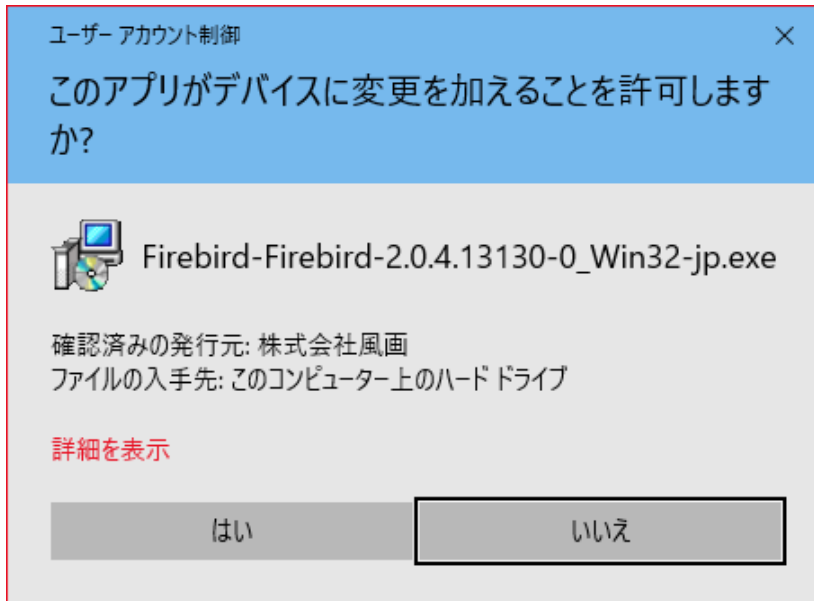 ユーザー アカウント制御
このアプリがデバイスに変更を加えることを許可します
か?
Firebird-Firebird-2.0.4.13130-0_Win32-jp.exe
確認済みの発行元: 株式会社風画
ファイルの入手先: このコンピューター上のハード ドライブ
詳細を表示
はい
いいえ